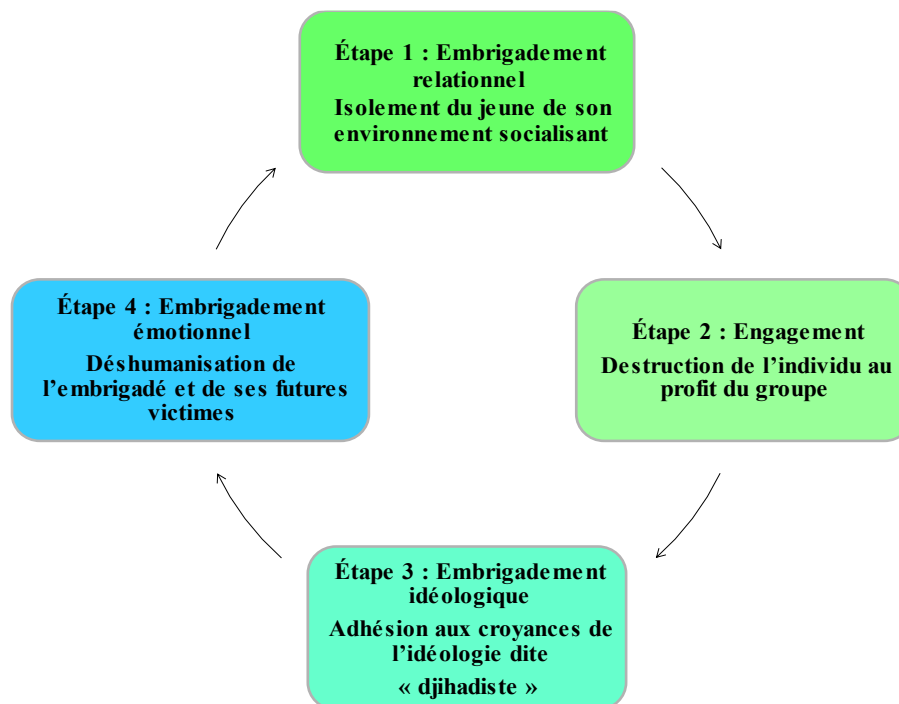 Étape 1 : Embrigadement
relationnel
Isolement du jeune de son
environnement socialisant
Étape 2 : Engagement
Destruction de l’individu au
profit du groupe
Étape 3 : Embrigadement
idéologique
Adhésion aux croyances de
l’idéologie dite
« djihadiste »
Étape 4 : Embrigadement
émotionnel
Déshumanisation de
l’embrigadé et de ses futures
victimes